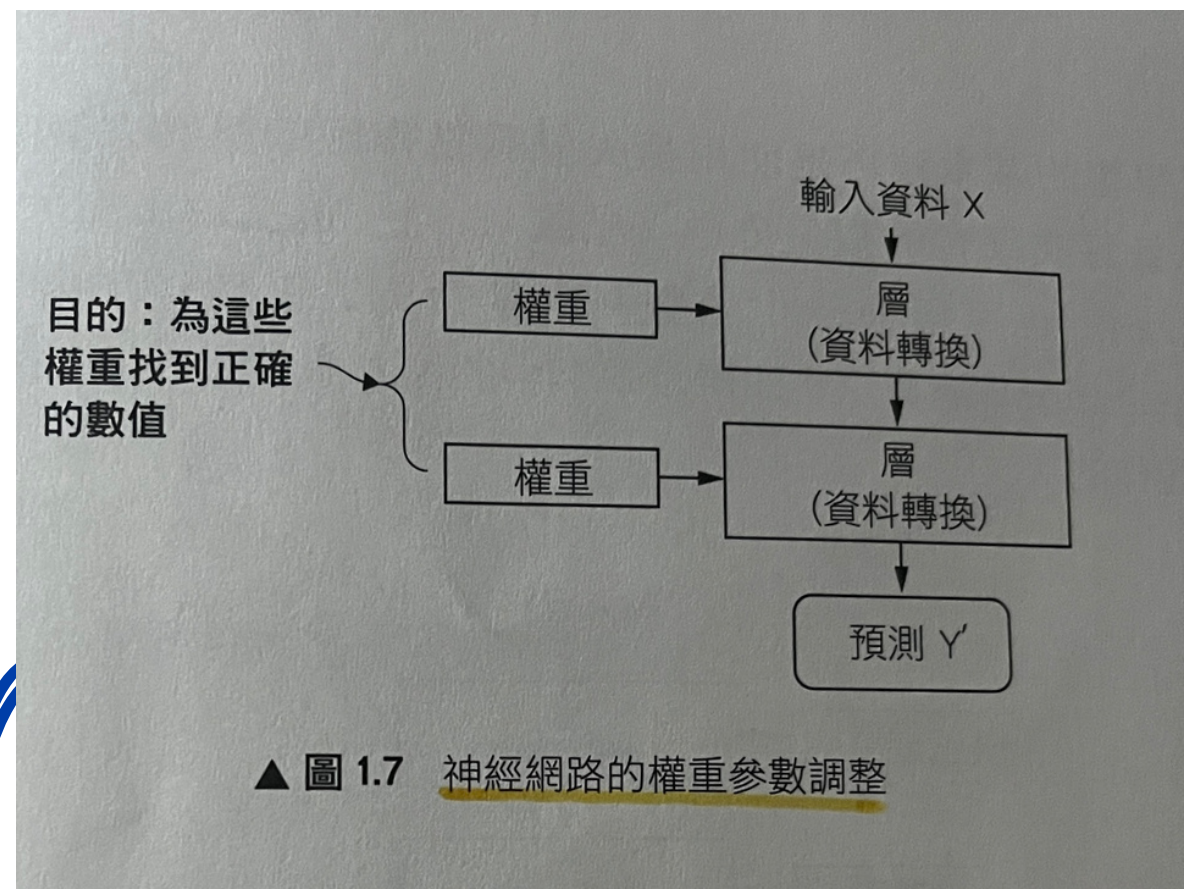 輸入資料 X
目的：為這些
權重找到正確
的數值
權重
層
(資料轉換)
權重
層
(資料轉換)
預測 Y'
▲ 圖 1.7 神經網路的權重參數調整